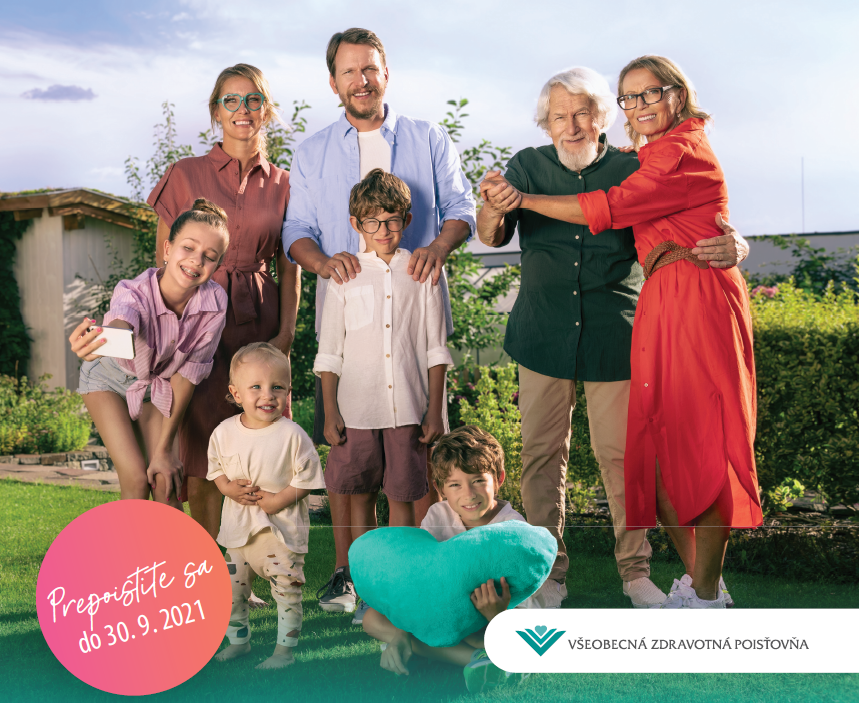 Prepoistite sa
do 30. 9. 2021
VŠEOBECNÁ ZDRAVOTNÁ POISŤOVŇA